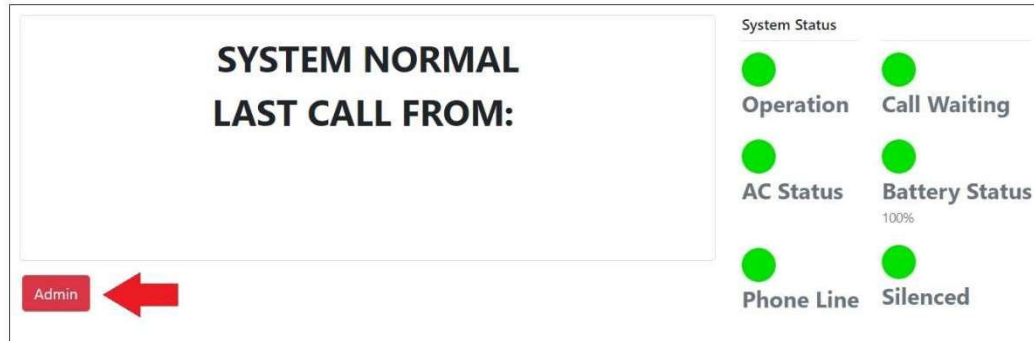 SYSTEM NORMAL
LAST CALL FROM:
Admin
System Status
Operation
Call Waiting
AC Status
Battery Status
100%
Phone Line
Silenced